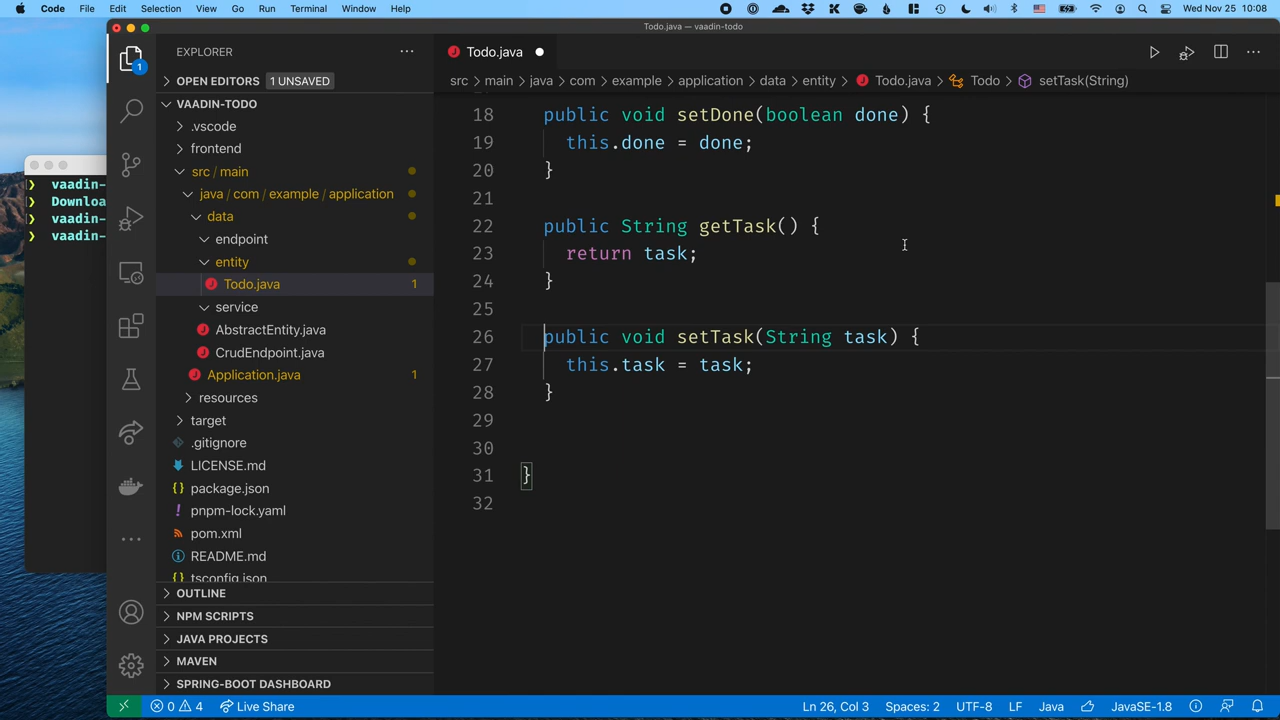 Code File Edit Selection View Go Run Terminal Window Help Wed Nov 25 10:08
Todo.java — vaadin-todo
vaadin-
Downloa
vaadin-
vaadin-
1
EXPLORER
OPEN EDITORS 1 UNSAVED
VAADIN-TODO
.vscode
frontend
src / main
java / com / example / application
data
endpoint
entity
Todo.java 1
service
AbstractEntity.java
CrudEndpoint.java
Application.java 1
resources
target
.gitignore
LICENSE.md
package.json
pnpm-lock.yaml
pom.xml
README.md
tsconfig.json
OUTLINE
NPM SCRIPTS
JAVA PROJECTS
MAVEN
SPRING-BOOT DASHBOARD
Todo.java
src > main > java > com > example > application > data > entity > Todo.java > Todo > setTask(String)
18 public void setDone(boolean done) {
19 this.done = done;
20 }
21
22 public String getTask() {
23 return task;
24 }
25
26 public void setTask(String task) {
27 this.task = task;
28 }
29
30
31 }
32
0 4 Live Share Ln 26, Col 3 Spaces: 2 UTF-8 LF Java JavaSE-1.8